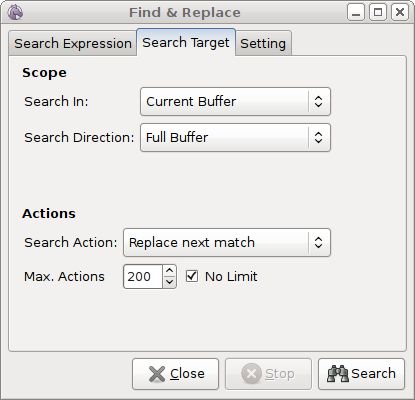 Find & Replace
Search Expression Search Target Setting
Scope
Search In: Current Buffer
Search Direction: Full Buffer
Actions
Search Action: Replace next match
Max. Actions 200 No Limit
Close Stop Search